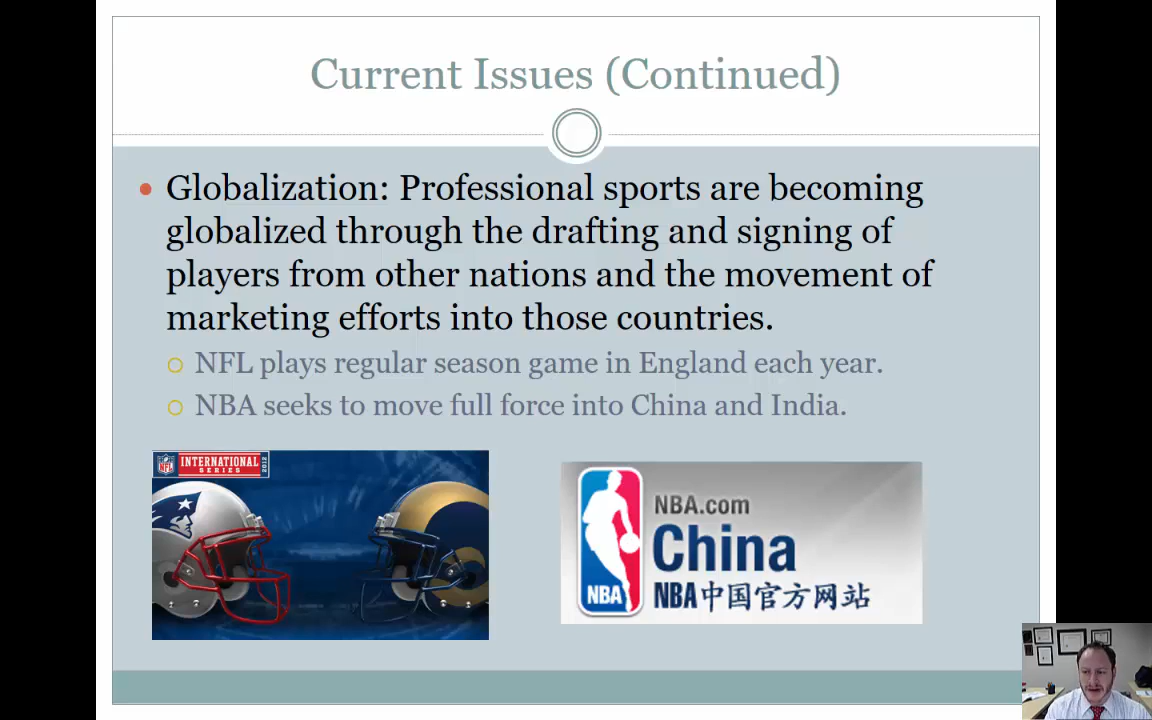 Current Issues (Continued)
Globalization: Professional sports are becoming
globalized through the drafting and signing of
players from other nations and the movement of
marketing efforts into those countries.
NFL plays regular season game in England each year.
NBA seeks to move full force into China and India.
NFL
INTERNATIONAL
SERIES
2012
NBA.com
China
NBA中国官方网站
NBA